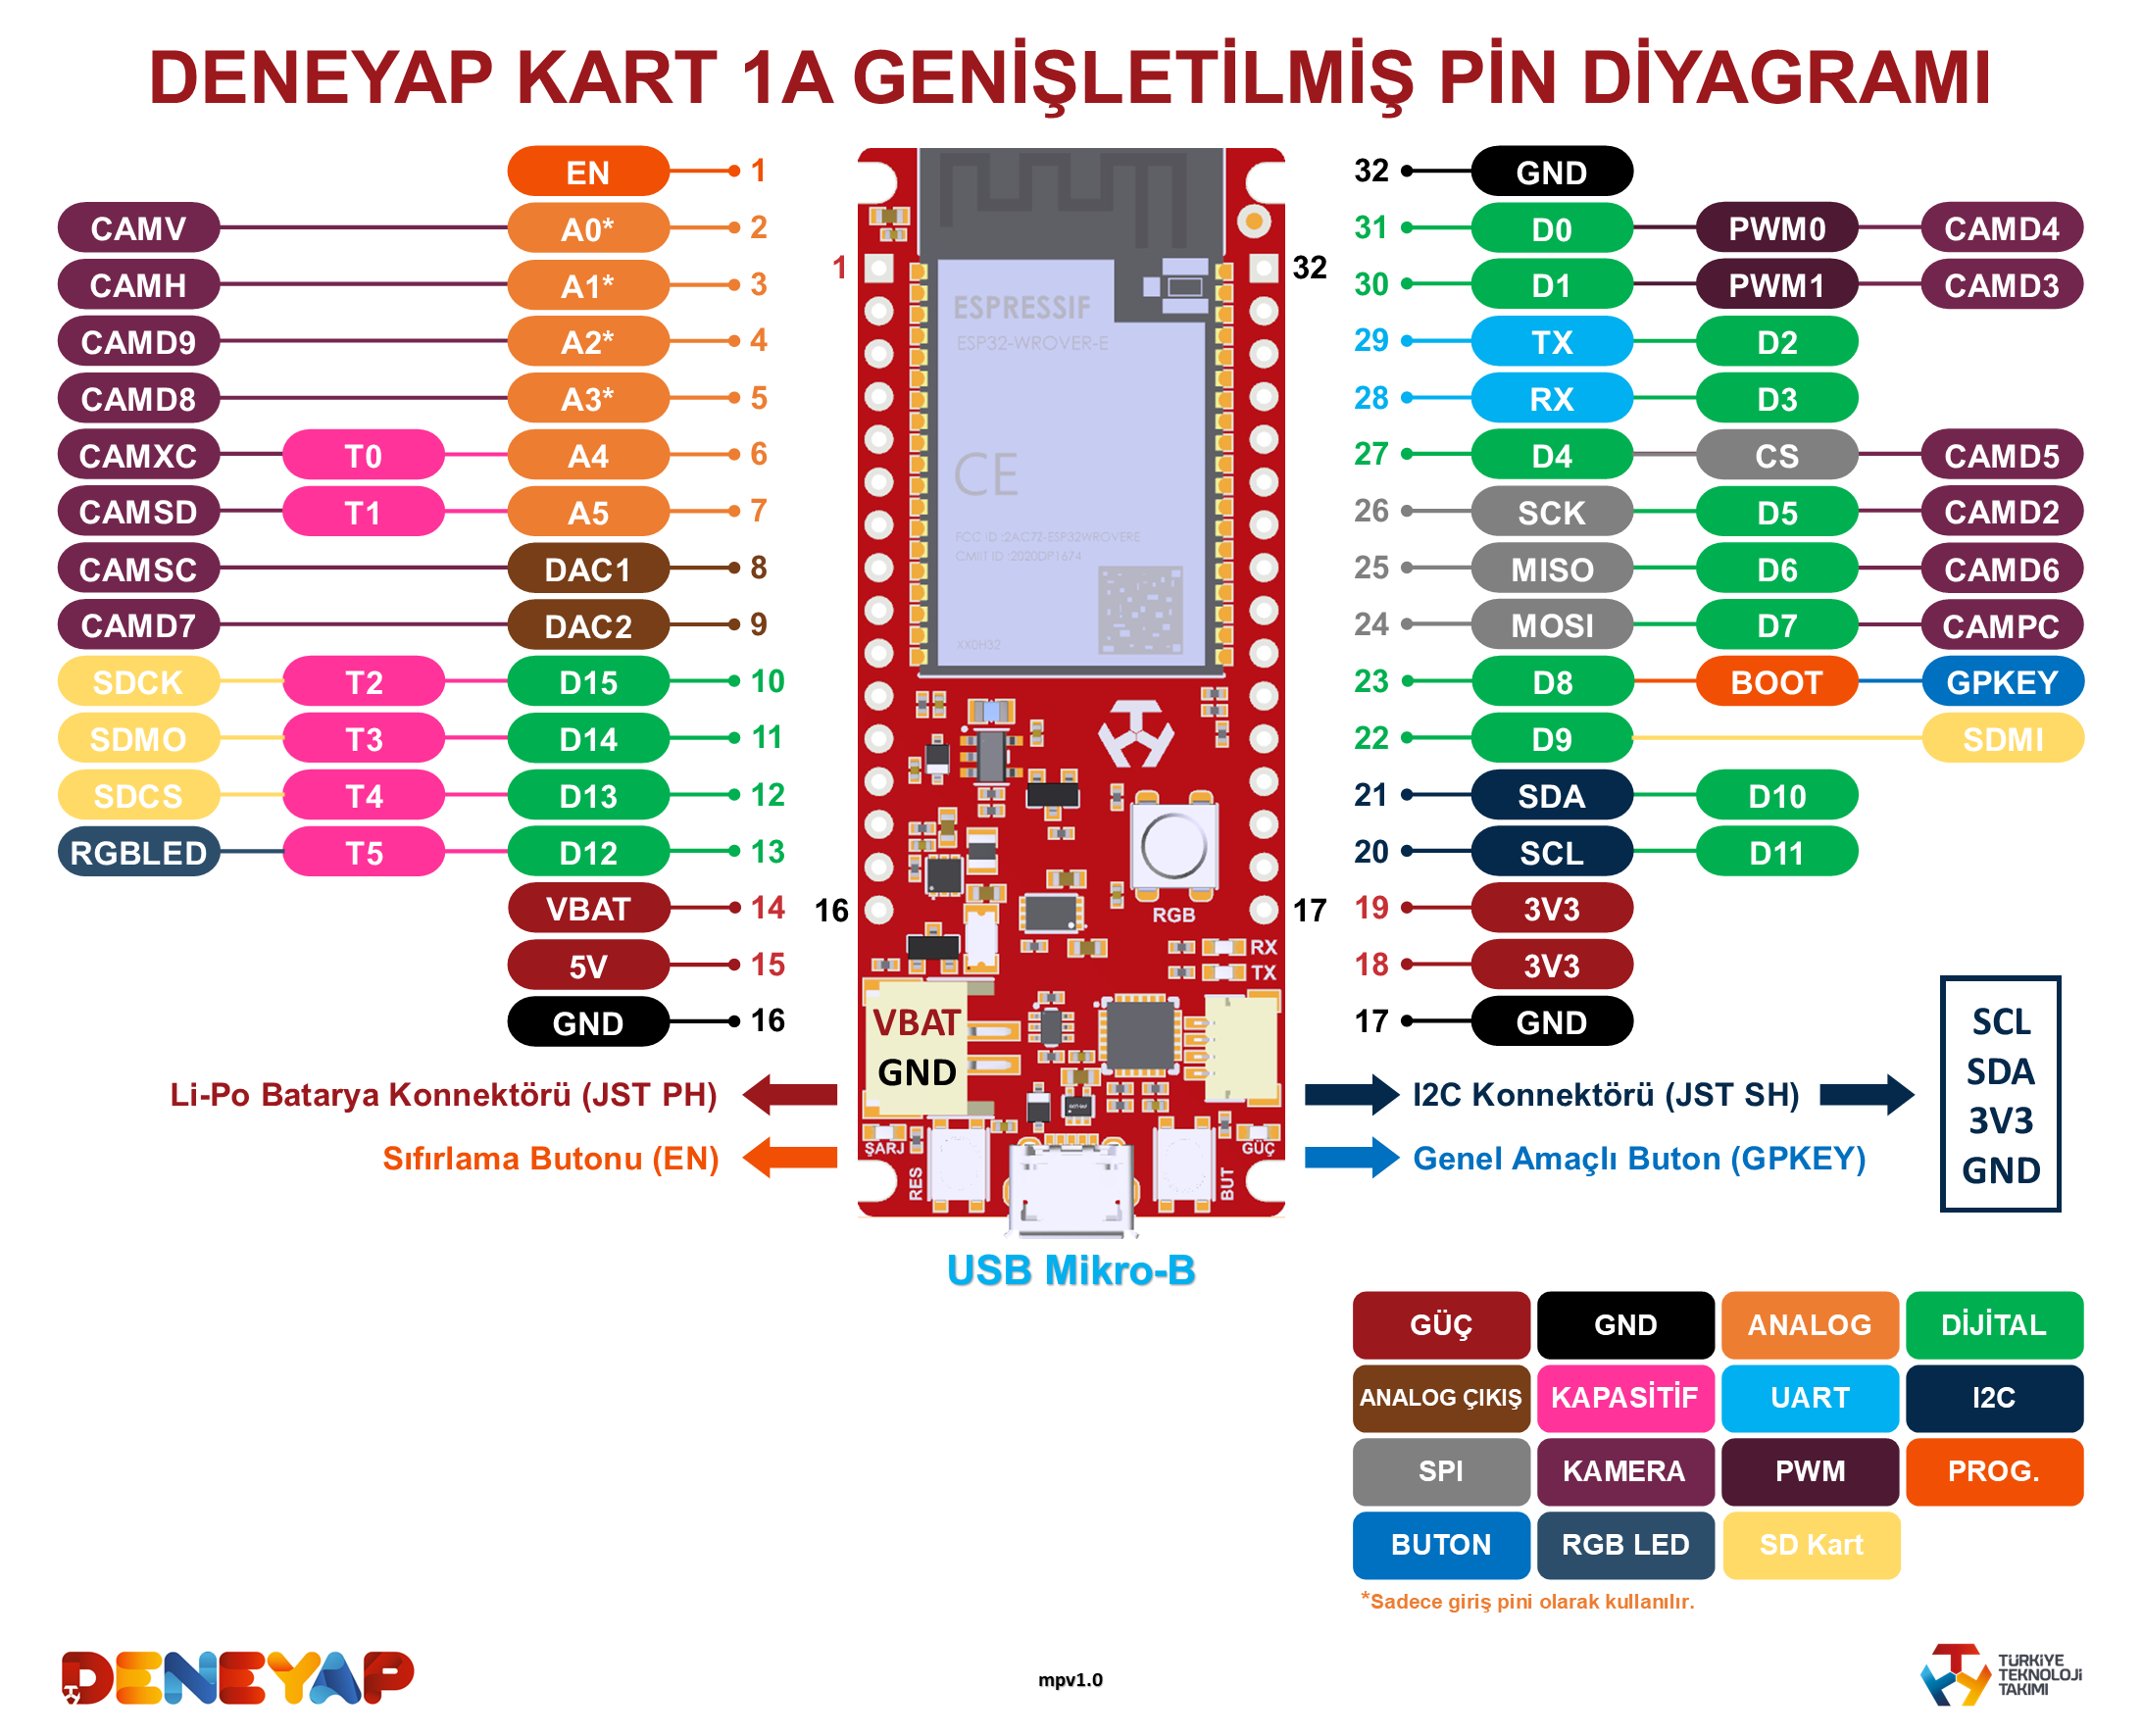 DENEYAP KART 1A GENİŞLETİLMİŞ PİN DİYAGRAMI
EN 1
CAMV A0* 2
CAMH A1* 3
CAMD9 A2* 4
CAMD8 A3* 5
CAMXC T0 A4 6
CAMSD T1 A5 7
CAMSC DAC1 8
CAMD7 DAC2 9
SDCK T2 D15 10
SDMO T3 D14 11
SDCS T4 D13 12
RGBLED T5 D12 13
VBAT 14
5V 15
GND 16
1
32
16
17
ESPRESSIF
ESP32-WROVER-E
CE
FCC ID :2AC7Z-ESP32WROVERE
CMIIT ID :2020DP1674
XX0H32
RGB
RX
TX
VBAT
GND
ŞARJ
GÜÇ
RES
BUT
32 GND
31 D0 PWM0 CAMD4
30 D1 PWM1 CAMD3
29 TX D2
28 RX D3
27 D4 CS CAMD5
26 SCK D5 CAMD2
25 MISO D6 CAMD6
24 MOSI D7 CAMPC
23 D8 BOOT GPKEY
22 D9 SDMI
21 SDA D10
20 SCL D11
19 3V3
18 3V3
17 GND
Li-Po Batarya Konnektörü (JST PH)
Sıfırlama Butonu (EN)
I2C Konnektörü (JST SH)
Genel Amaçlı Buton (GPKEY)
SCL
SDA
3V3
GND
USB Mikro-B
GÜÇ GND ANALOG DİJİTAL
ANALOG ÇIKIŞ KAPASİTİF UART I2C
SPI KAMERA PWM PROG.
BUTON RGB LED SD Kart
*Sadece giriş pini olarak kullanılır.
DENEYAP
mpv1.0
TÜRKİYE
TEKNOLOJİ
TAKIMI